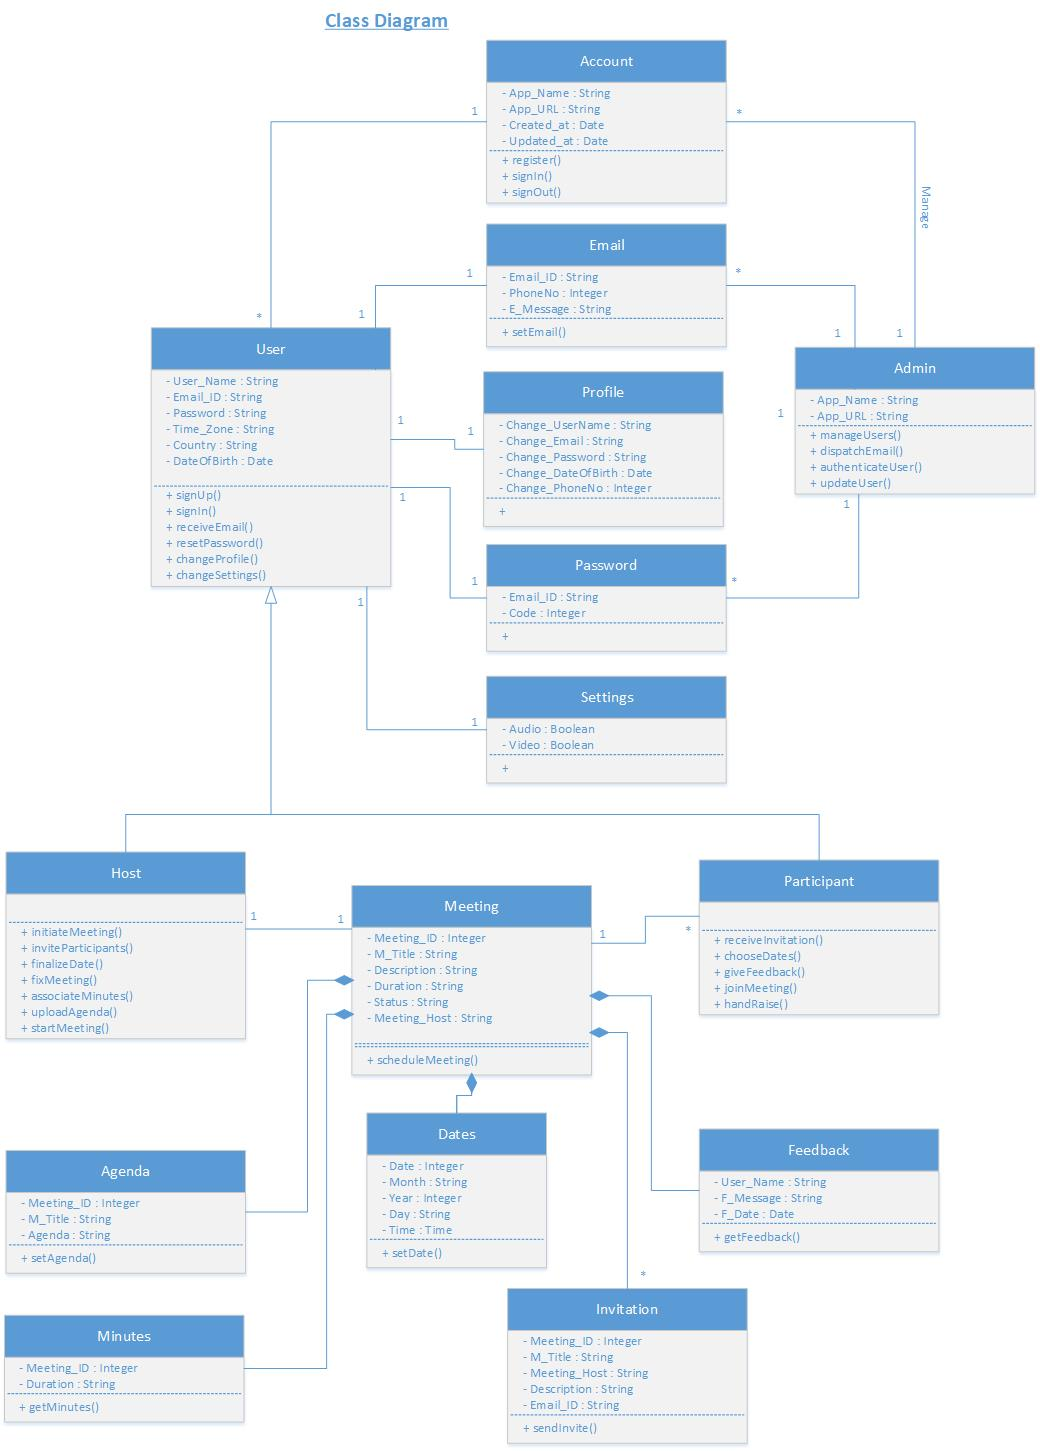 Class Diagram
Account
- App_Name : String
- App_URL : String
- Created_at : Date
- Updated_at : Date
+ register()
+ signIn()
+ signOut()
1
*
Manage
Email
- Email_ID : String
- PhoneNo : Integer
- E_Message : String
+ setEmail()
1
*
*
1
1
1
User
- User_Name : String
- Email_ID : String
- Password : String
- Time_Zone : String
- Country : String
- DateOfBirth : Date
+ signUp()
+ signIn()
+ receiveEmail()
+ resetPassword()
+ changeProfile()
+ changeSettings()
Profile
- Change_UserName : String
- Change_Email : String
- Change_Password : String
- Change_DateOfBirth : Date
- Change_PhoneNo : Integer
+
1
1
1
Admin
- App_Name : String
- App_URL : String
+ manageUsers()
+ dispatchEmail()
+ authenticateUser()
+ updateUser()
1
1
Password
- Email_ID : String
- Code : Integer
+
1
*
1
Settings
- Audio : Boolean
- Video : Boolean
+
1
Host
+ initiateMeeting()
+ inviteParticipants()
+ finalizeDate()
+ fixMeeting()
+ associateMinutes()
+ uploadAgenda()
+ startMeeting()
1
1
Meeting
- Meeting_ID : Integer
- M_Title : String
- Description : String
- Duration : String
- Status : String
- Meeting_Host : String
+ scheduleMeeting()
1
*
Participant
+ receiveInvitation()
+ chooseDates()
+ giveFeedback()
+ joinMeeting()
+ handRaise()
Agenda
- Meeting_ID : Integer
- M_Title : String
- Agenda : String
+ setAgenda()
Dates
- Date : Integer
- Month : String
- Year : Integer
- Day : String
- Time : Time
+ setDate()
Feedback
- User_Name : String
- F_Message : String
- F_Date : Date
+ getFeedback()
*
Minutes
- Meeting_ID : Integer
- Duration : String
+ getMinutes()
Invitation
- Meeting_ID : Integer
- M_Title : String
- Meeting_Host : String
- Description : String
- Email_ID : String
+ sendInvite()